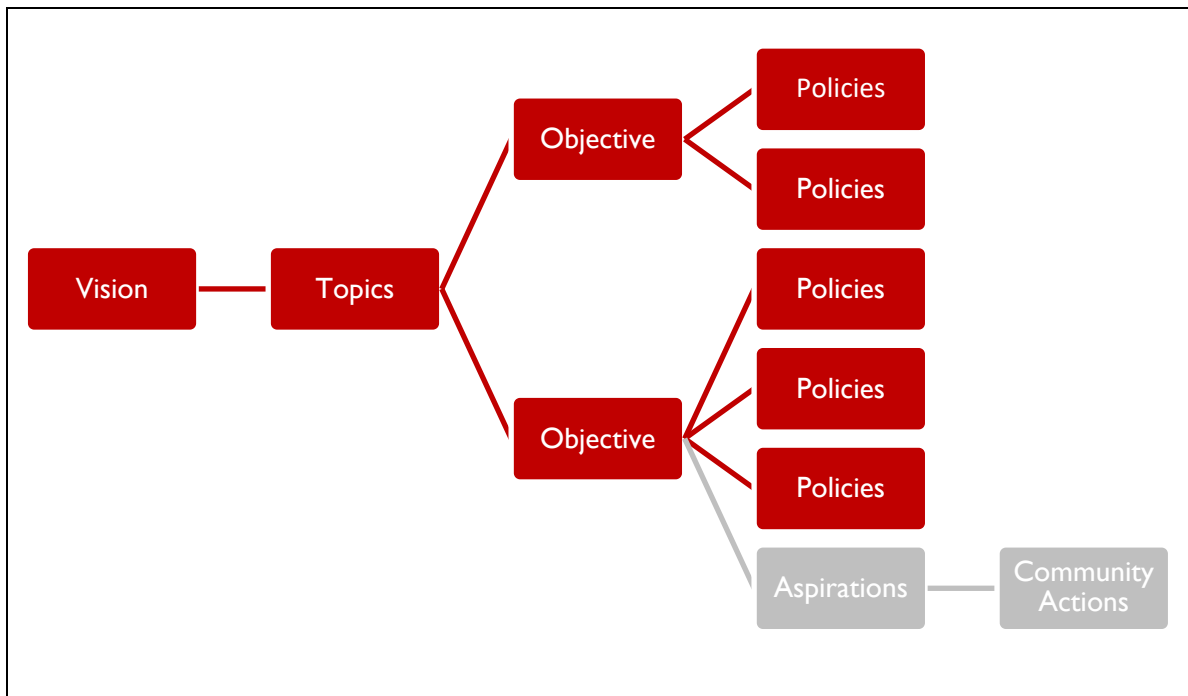 Policies
Objective
Policies
Vision
Topics
Policies
Policies
Objective
Policies
Aspirations
Community
Actions